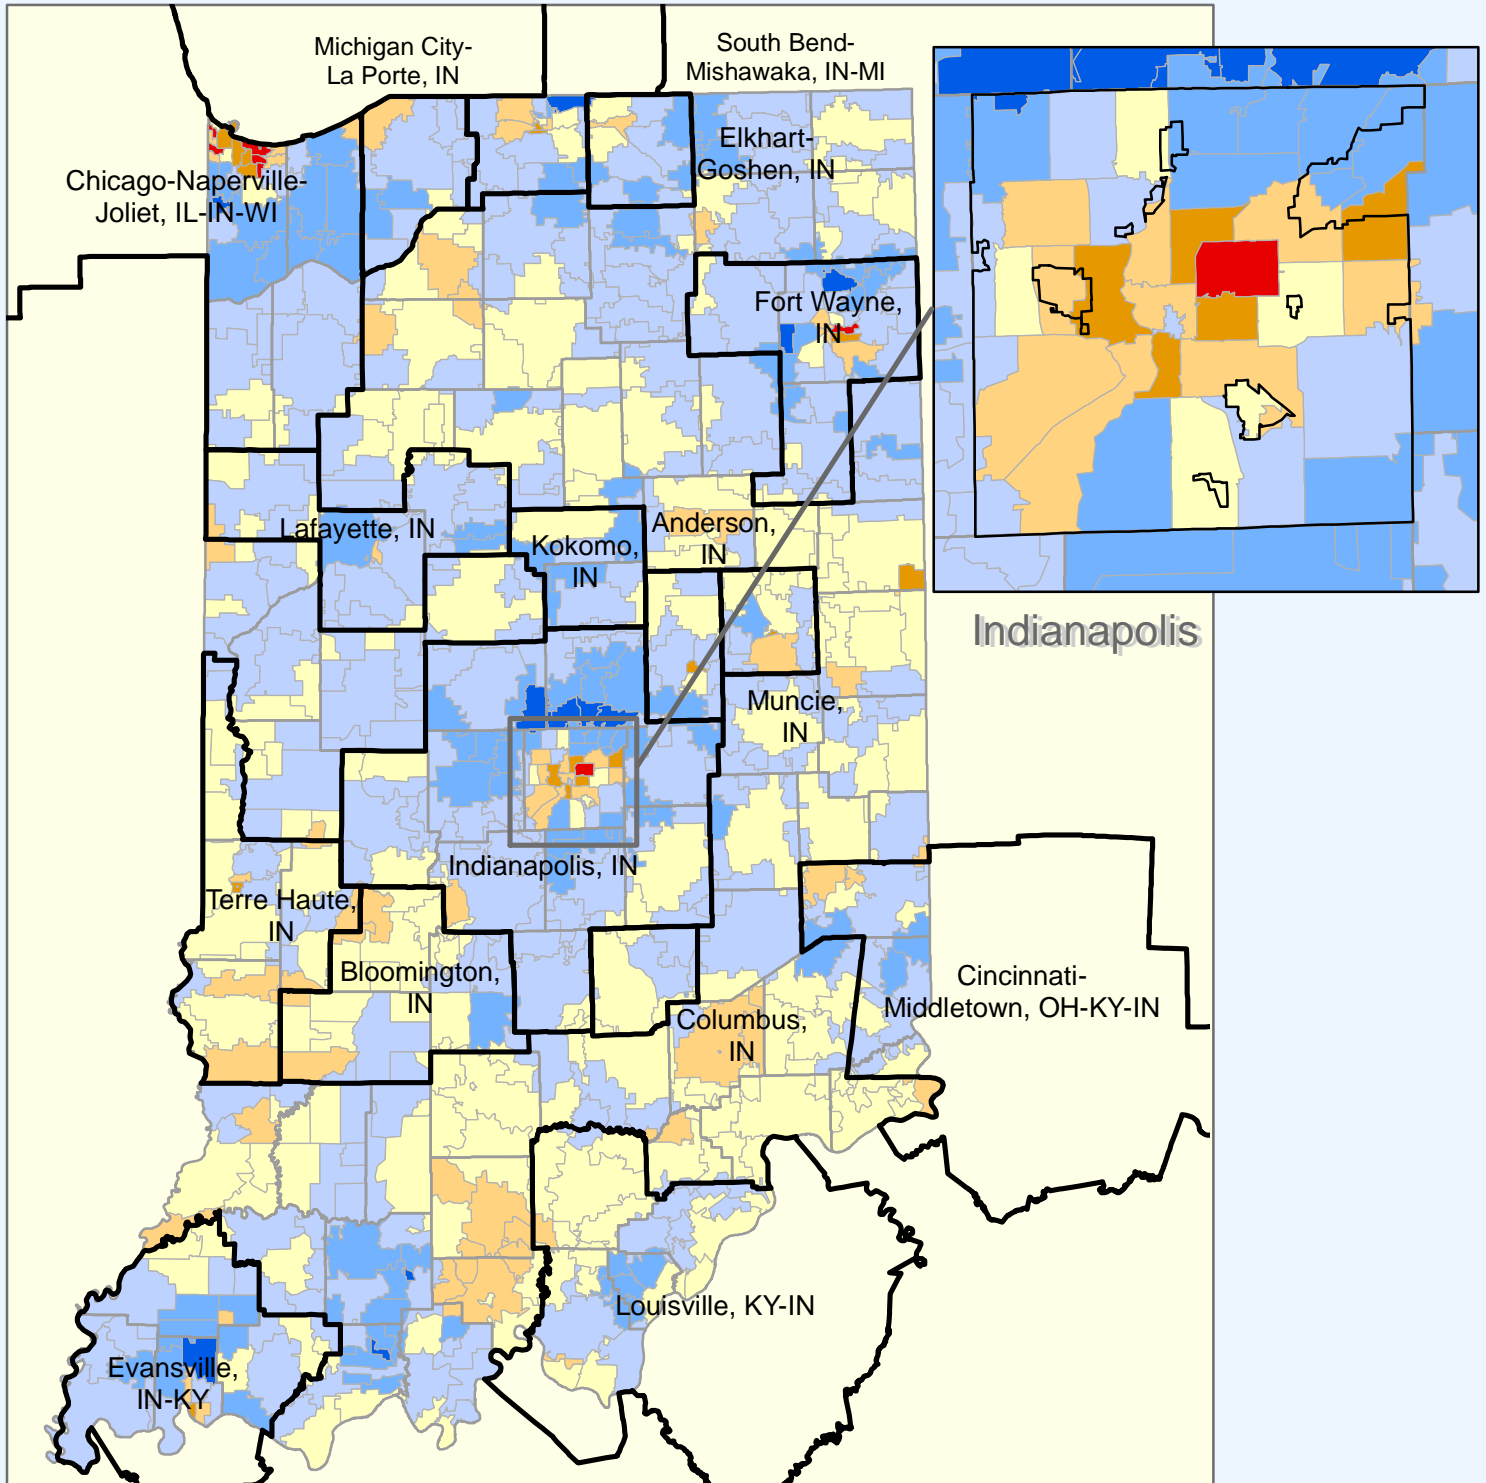 Michigan City-
La Porte, IN
South Bend-
Mishawaka, IN-MI
Elkhart-
Goshen, IN
Chicago-Naperville-
Joliet, IL-IN-WI
Fort Wayne,
IN
Lafayette, IN
Kokomo,
IN
Anderson,
IN
Indianapolis
Muncie,
IN
Indianapolis, IN
Terre Haute,
IN
Bloomington,
IN
Columbus,
IN
Cincinnati-
Middletown, OH-KY-IN
Louisville, KY-IN
Evansville,
IN-KY